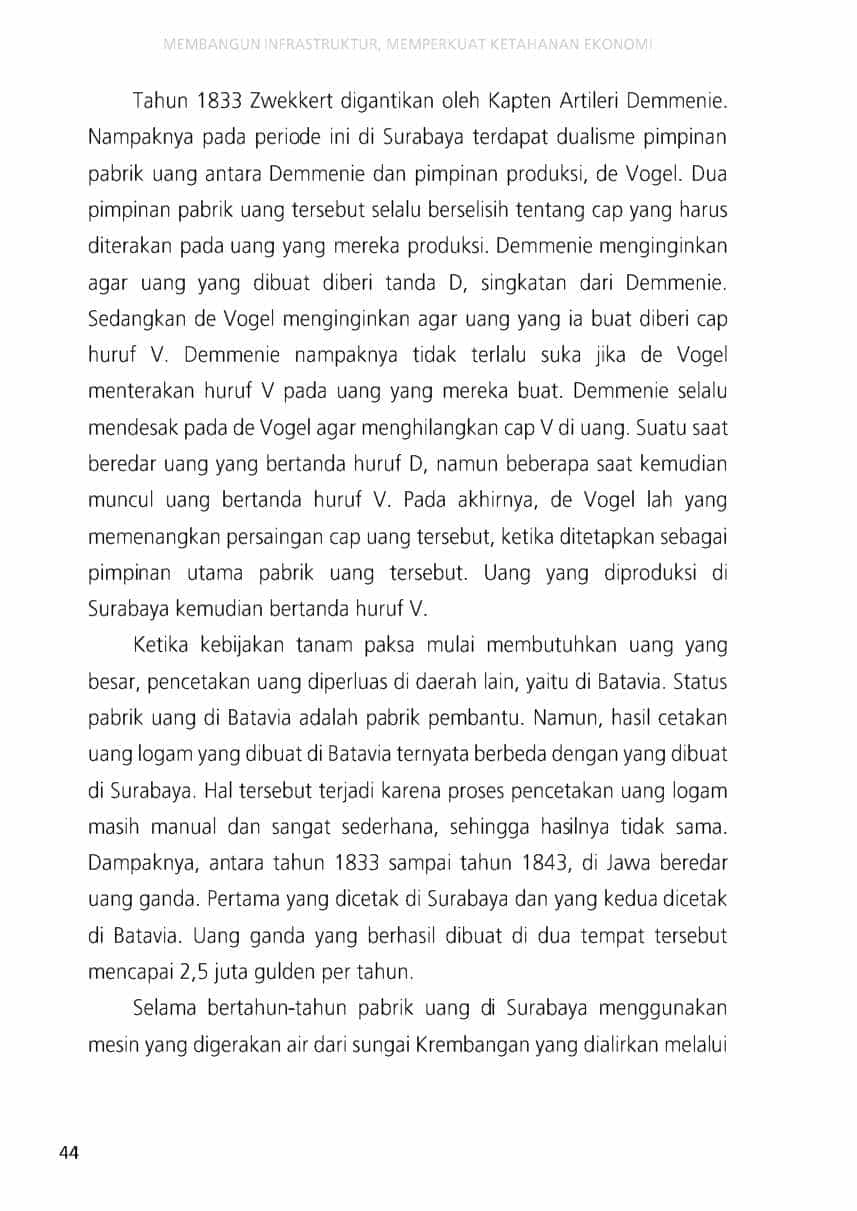 MEMBANGUN INFRASTRUKTUR, MEMPERKUAT KETAHANAN EKONOMI
Tahun 1833 Zwekkert digantikan oleh Kapten Artileri Demmenie.
Nampaknya pada periode ini di Surabaya terdapat dualisme pimpinan
pabrik uang antara Demmenie dan pimpinan produksi, de Vogel. Dua
pimpinan pabrik uang tersebut selalu berselisih tentang cap yang harus
diterakan pada uang yang mereka produksi. Demmenie menginginkan
agar uang yang dibuat diberi tanda D, singkatan dari Demmenie.
Sedangkan de Vogel menginginkan agar uang yang ia buat diberi cap
huruf V. Demmenie nampaknya tidak terlalu suka jika de Vogel
menterakan huruf V pada uang yang mereka buat. Demmenie selalu
mendesak pada de Vogel agar menghilangkan cap V di uang. Suatu saat
beredar uang yang bertanda huruf D, namun beberapa saat kemudian
muncul uang bertanda huruf V. Pada akhirnya, de Vogel lah yang
memenangkan persaingan cap uang tersebut, ketika ditetapkan sebagai
pimpinan utama pabrik uang tersebut. Uang yang diproduksi di
Surabaya kemudian bertanda huruf V.
Ketika kebijakan tanam paksa mulai membutuhkan uang yang
besar, pencetakan uang diperluas di daerah lain, yaitu di Batavia. Status
pabrik uang di Batavia adalah pabrik pembantu. Namun, hasil cetakan
uang logam yang dibuat di Batavia ternyata berbeda dengan yang dibuat
di Surabaya. Hal tersebut terjadi karena proses pencetakan uang logam
masih manual dan sangat sederhana, sehingga hasilnya tidak sama.
Dampaknya, antara tahun 1833 sampai tahun 1843, di Jawa beredar
uang ganda. Pertama yang dicetak di Surabaya dan yang kedua dicetak
di Batavia. Uang ganda yang berhasil dibuat di dua tempat tersebut
mencapai 2,5 juta gulden per tahun.
Selama bertahun-tahun pabrik uang di Surabaya menggunakan
mesin yang digerakan air dari sungai Krembangan yang dialirkan melalui
44